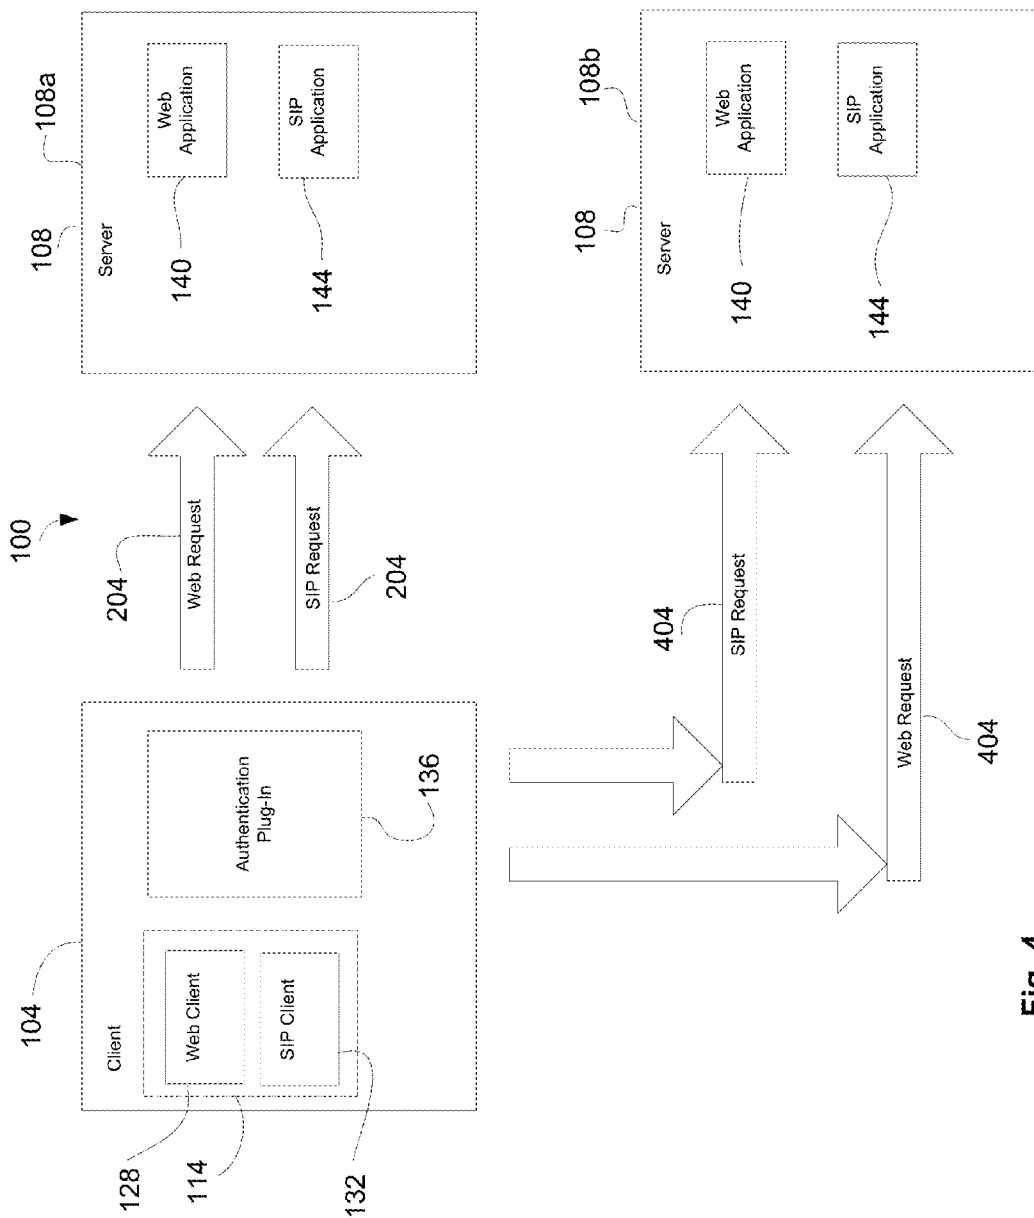 100
104
Client
Web Client
SIP Client
128
114
132
Authentication
Plug-In
136
204
Web Request
SIP Request
204
108
108a
Server
Web
Application
140
SIP
Application
144
404
SIP Request
Web Request
404
108
108b
Server
Web
Application
140
SIP
Application
144
Fig. 4